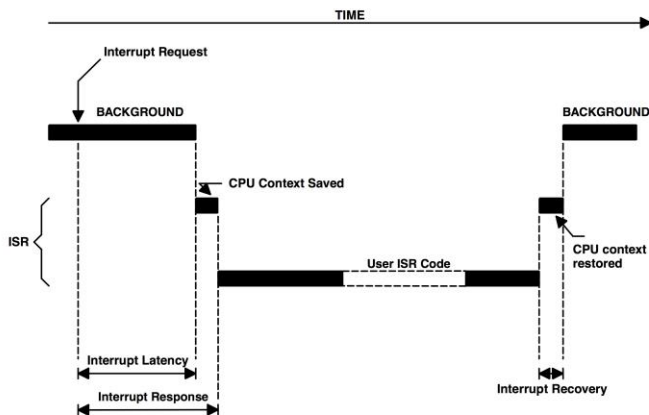 TIME
Interrupt Request
BACKGROUND
BACKGROUND
CPU Context Saved
ISR
CPU context
restored
User ISR Code
Interrupt Latency
Interrupt Response
Interrupt Recovery